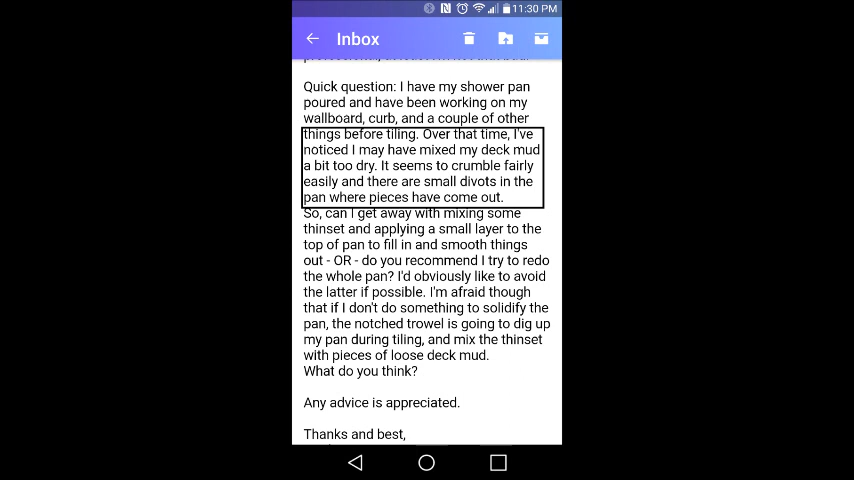 11:30 PM
Inbox
Quick question: I have my shower pan
poured and have been working on my
wallboard, curb, and a couple of other
things before tiling. Over that time, I've
noticed I may have mixed my deck mud
a bit too dry. It seems to crumble fairly
easily and there are small divots in the
pan where pieces have come out.
So, can I get away with mixing some
thinset and applying a small layer to the
top of pan to fill in and smooth things
out - OR - do you recommend I try to redo
the whole pan? I'd obviously like to avoid
the latter if possible. I'm afraid though
that if I don't do something to solidify the
pan, the notched trowel is going to dig up
my pan during tiling, and mix the thinset
with pieces of loose deck mud.
What do you think?
Any advice is appreciated.
Thanks and best,